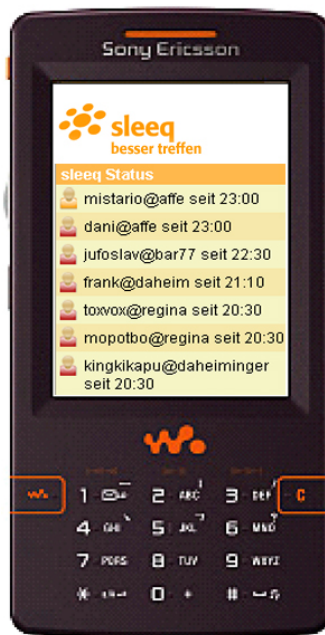 Sony Ericsson
sleeq
besser treffen
sleeq Status
mistario@affe seit 23:00
dani@affe seit 23:00
jufoslav@bar77 seit 22:30
frank@daheim seit 21:10
toxvox@regina seit 20:30
mopotbo@regina seit 20:30
kingkikapu@daheiminger
seit 20:30
1 2 ABC 3 DEF C
4 GHI 5 JKL 6 MNO
7 PQRS 8 TUV 9 WXYZ
* 0 + #